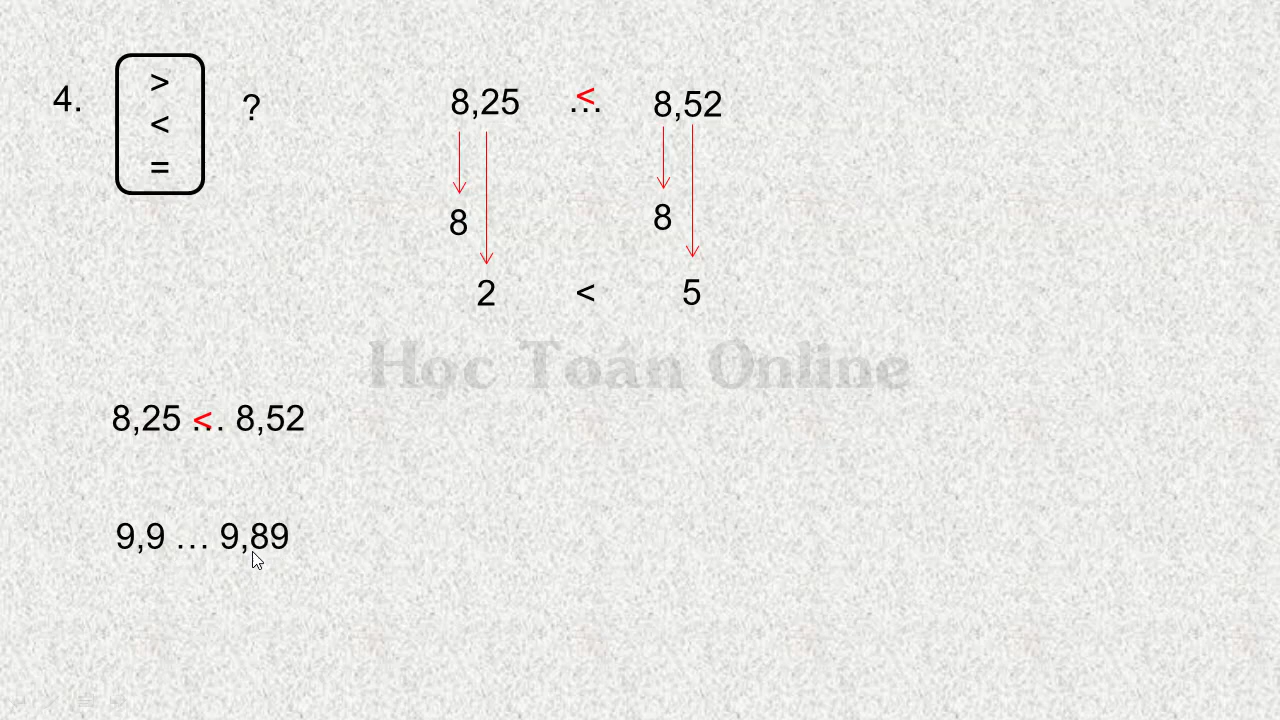 4.
>
<
=
?
8,25 <... 8,52
8 8
2 < 5
Học Toán Online
8,25 <... 8,52
9,9 ... 9,89